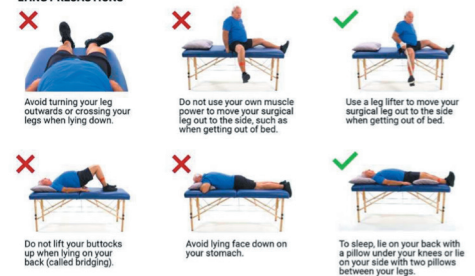 Avoid turning your leg
outwards or crossing your
legs when lying down.
Do not use your own muscle
power to move your surgical
leg out to the side, such as
when getting out of bed.
Use a leg lifter to move your
surgical leg out to the side
when getting out of bed.
Do not lift your buttocks
up when lying on your
back (called bridging).
Avoid lying face down on
your stomach.
To sleep, lie on your back with
a pillow under your knees or lie
on your side with two pillows
between your legs.